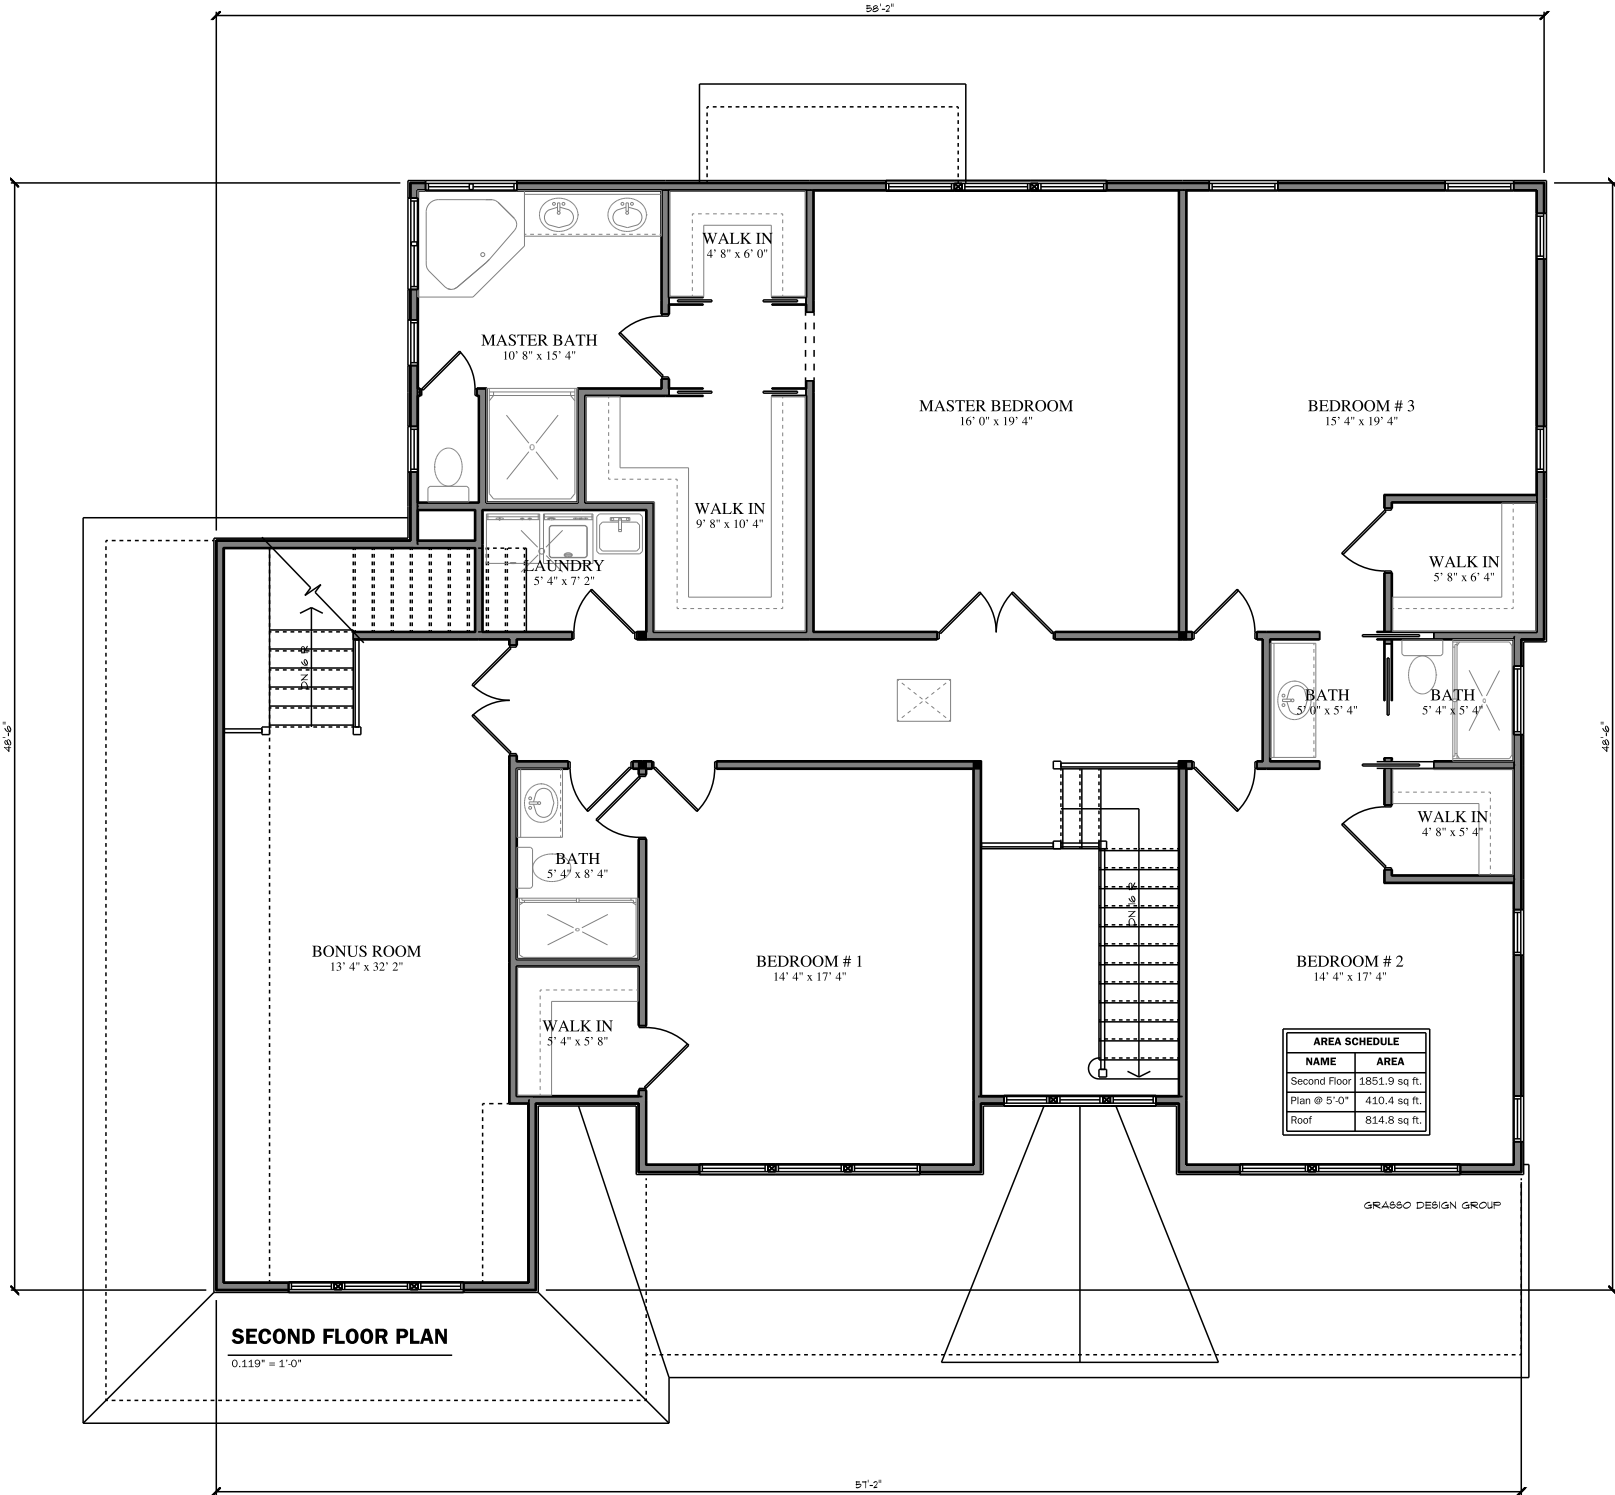 58'-2"
WALK IN
4' 8" x 6' 0"
MASTER BATH
10' 8" x 15' 4"
MASTER BEDROOM
16' 0" x 19' 4"
BEDROOM # 3
15' 4" x 19' 4"
WALK IN
9' 8" x 10' 4"
LAUNDRY
5' 4" x 7' 2"
WALK IN
5' 8" x 6' 4"
DN 6 R
BATH
5' 0" x 5' 4"
BATH
5' 4" x 5' 4"
48'-6"
48'-6"
WALK IN
4' 8" x 5' 4"
BATH
5' 4" x 8' 4"
DN 16 R
BONUS ROOM
13' 4" x 32' 2"
BEDROOM # 1
14' 4" x 17' 4"
BEDROOM # 2
14' 4" x 17' 4"
WALK IN
5' 4" x 5' 8"
AREA SCHEDULE
NAME AREA
Second Floor 1851.9 sq ft.
Plan @ 5'-0" 410.4 sq ft.
Roof 814.8 sq ft.
GRASSO DESIGN GROUP
SECOND FLOOR PLAN
0.119" = 1'-0"
57'-2"